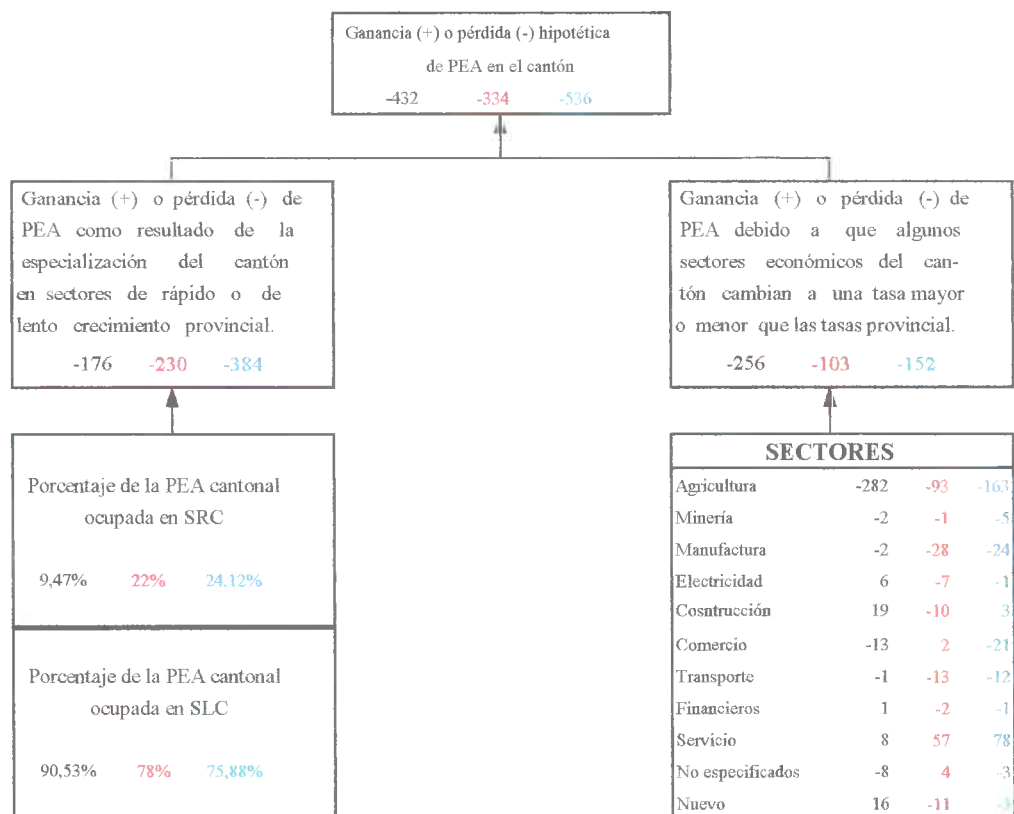 Ganancia (+) o pérdida (-) hipotética
de PEA en el cantón
-432 -334 -536
Ganancia (+) o pérdida (-) de
PEA como resultado de la
especialización del cantón
en sectores de rápido o de
lento crecimiento provincial.
-176 -230 -384
Ganancia (+) o pérdida (-) de
PEA debido a que algunos
sectores económicos del can-
tón cambian a una tasa mayor
o menor que las tasas provincial.
-256 -103 -152
Porcentaje de la PEA cantonal
ocupada en SRC
9,47% 22% 24.12%
Porcentaje de la PEA cantonal
ocupada en SLC
90,53% 78% 75,88%
SECTORES
Agricultura -282 -93 -163
Minería -2 -1 -5
Manufactura -2 -28 -24
Electricidad 6 -7 -1
Cosntrucción 19 -10 3
Comercio -13 2 -21
Transporte -1 -13 -12
Financieros 1 -2 -1
Servicio 8 57 78
No especificados -8 4 -3
Nuevo 16 -11 -3